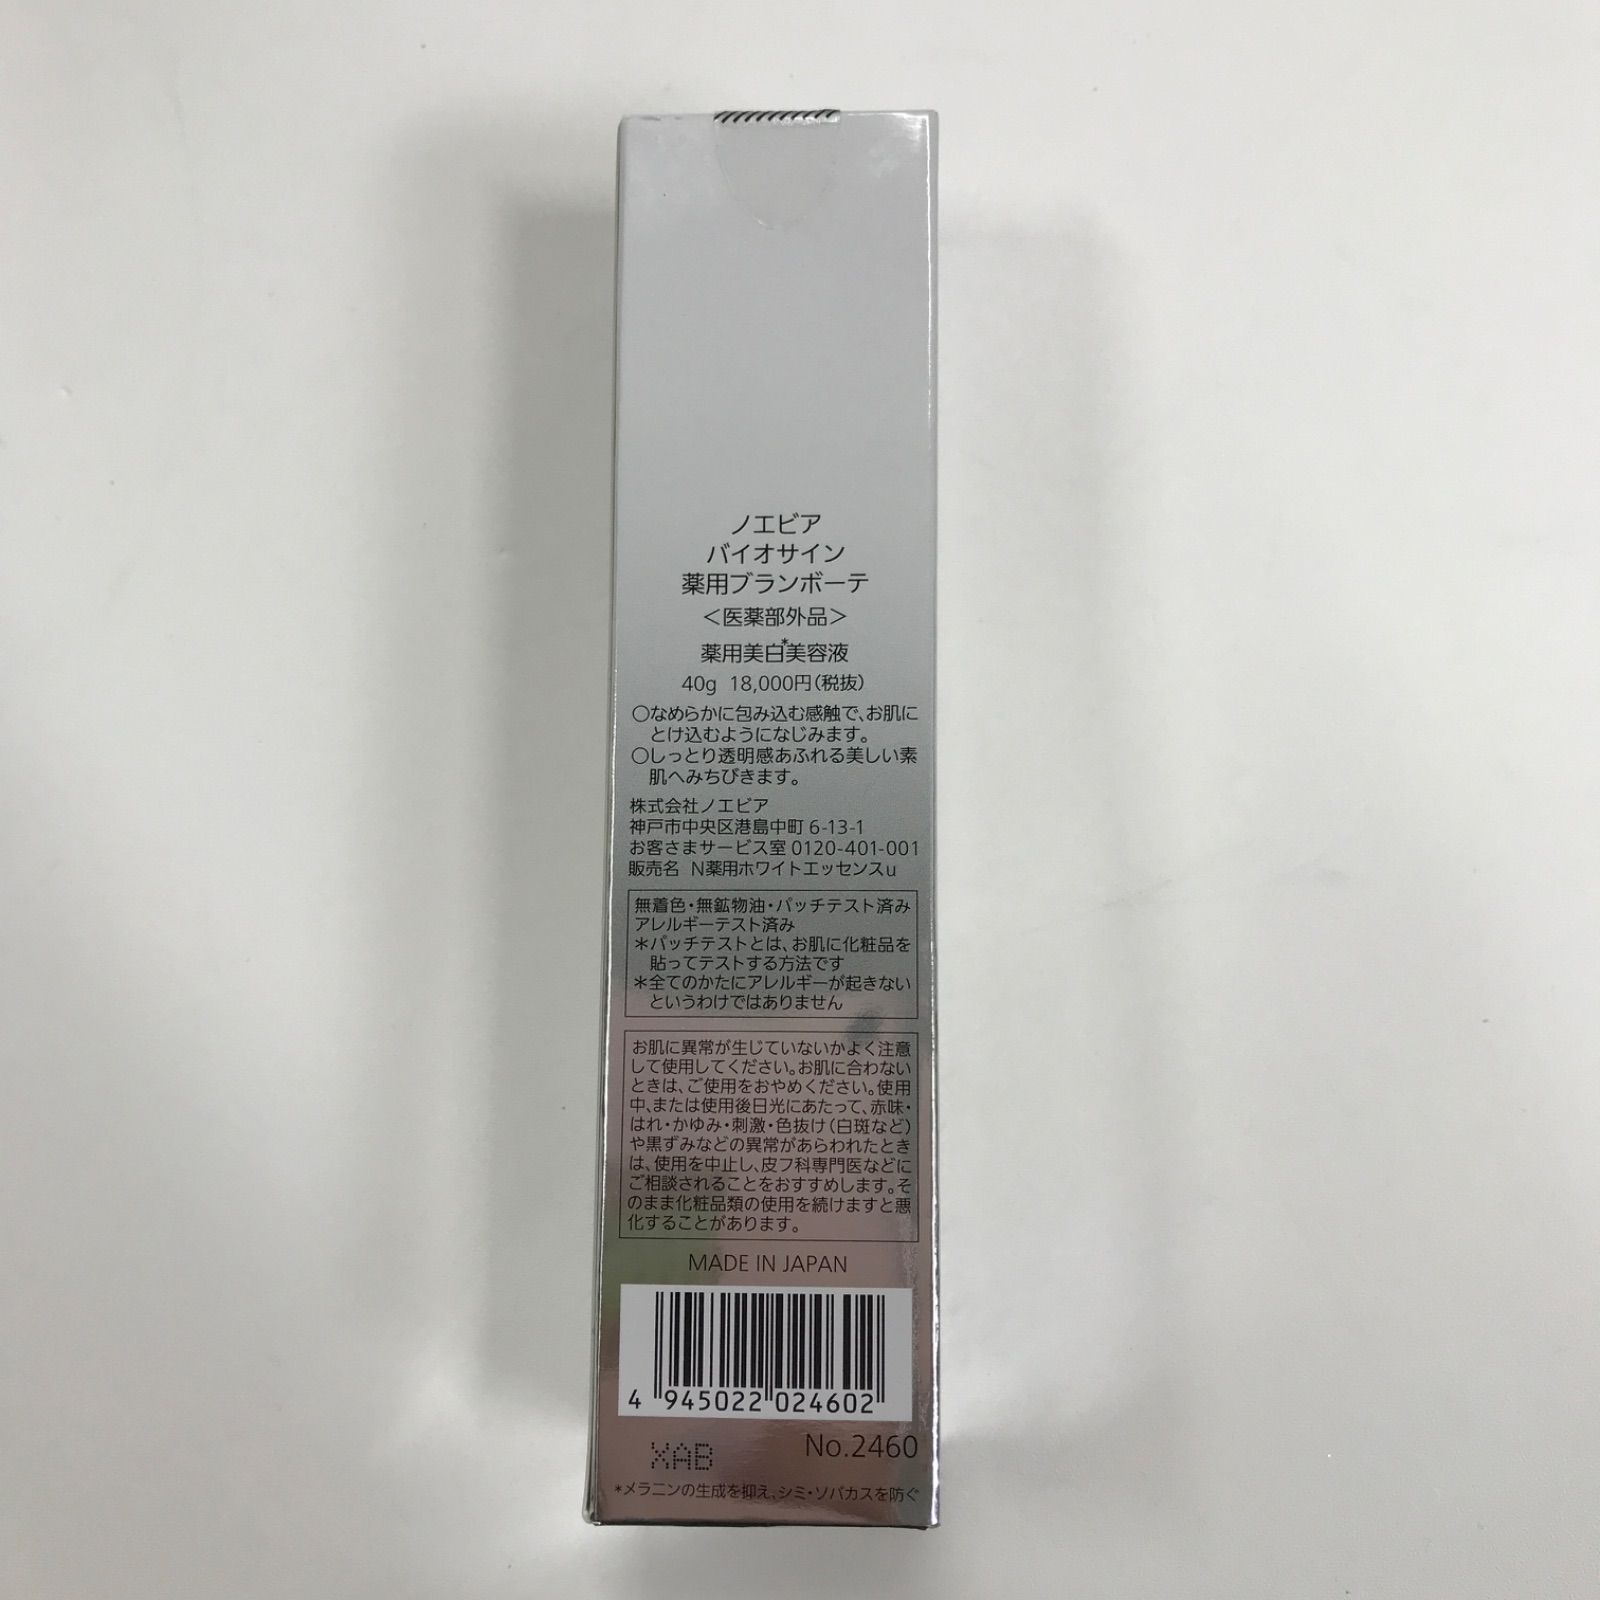 ノエビア
バイオサイン
薬用ブランボーテ
＜医薬部外品＞
薬用美白*美容液
40g 18,000円(税抜)
○なめらかに包み込む感触で、お肌に
とけ込むようになじみます。
○しっとり透明感あふれる美しい素
肌へみちびきます。
株式会社ノエビア
神戸市中央区港島中町 6-13-1
お客さまサービス室 0120-401-001
販売名 N薬用ホワイトエッセンスu
無着色・無鉱物油・パッチテスト済み
アレルギーテスト済み
＊パッチテストとは、お肌に化粧品を
貼ってテストする方法です
＊全てのかたにアレルギーが起きない
というわけではありません
お肌に異常が生じていないかよく注意
して使用してください。お肌に合わない
ときは、ご使用をおやめください。使用
中、または使用後日光にあたって、赤味・
はれ・かゆみ・刺激・色抜け(白斑など)
や黒ずみなどの異常があらわれたとき
は、使用を中止し、皮フ科専門医などに
ご相談されることをおすすめします。そ
のまま化粧品類の使用を続けますと悪
化することがあります。
MADE IN JAPAN
4 945022 024602
No.2460
XAB
*メラニンの生成を抑え、シミ・ソバカスを防ぐ